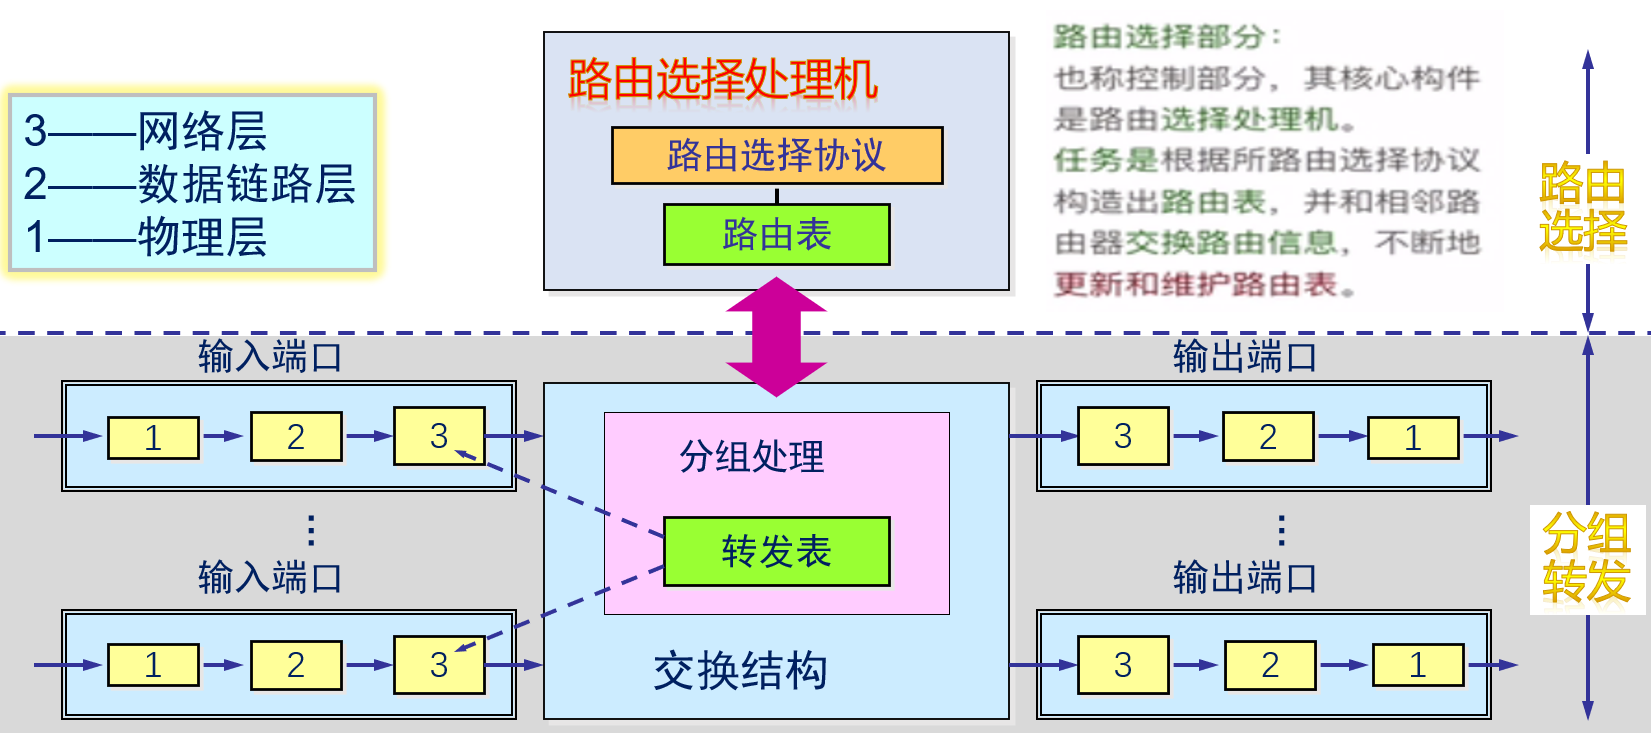 3——网络层
2——数据链路层
1——物理层
路由选择处理机
路由选择协议
路由表
路由选择部分：
也称控制部分，其核心构件
是路由选择处理机。
任务是根据所路由选择协议
构造出路由表，并和相邻路
由器交换路由信息，不断地
更新和维护路由表。
路由
选择
输入端口
1
2
3
⋮
输入端口
1
2
3
分组处理
转发表
交换结构
输出端口
3
2
1
⋮
输出端口
3
2
1
分组
转发